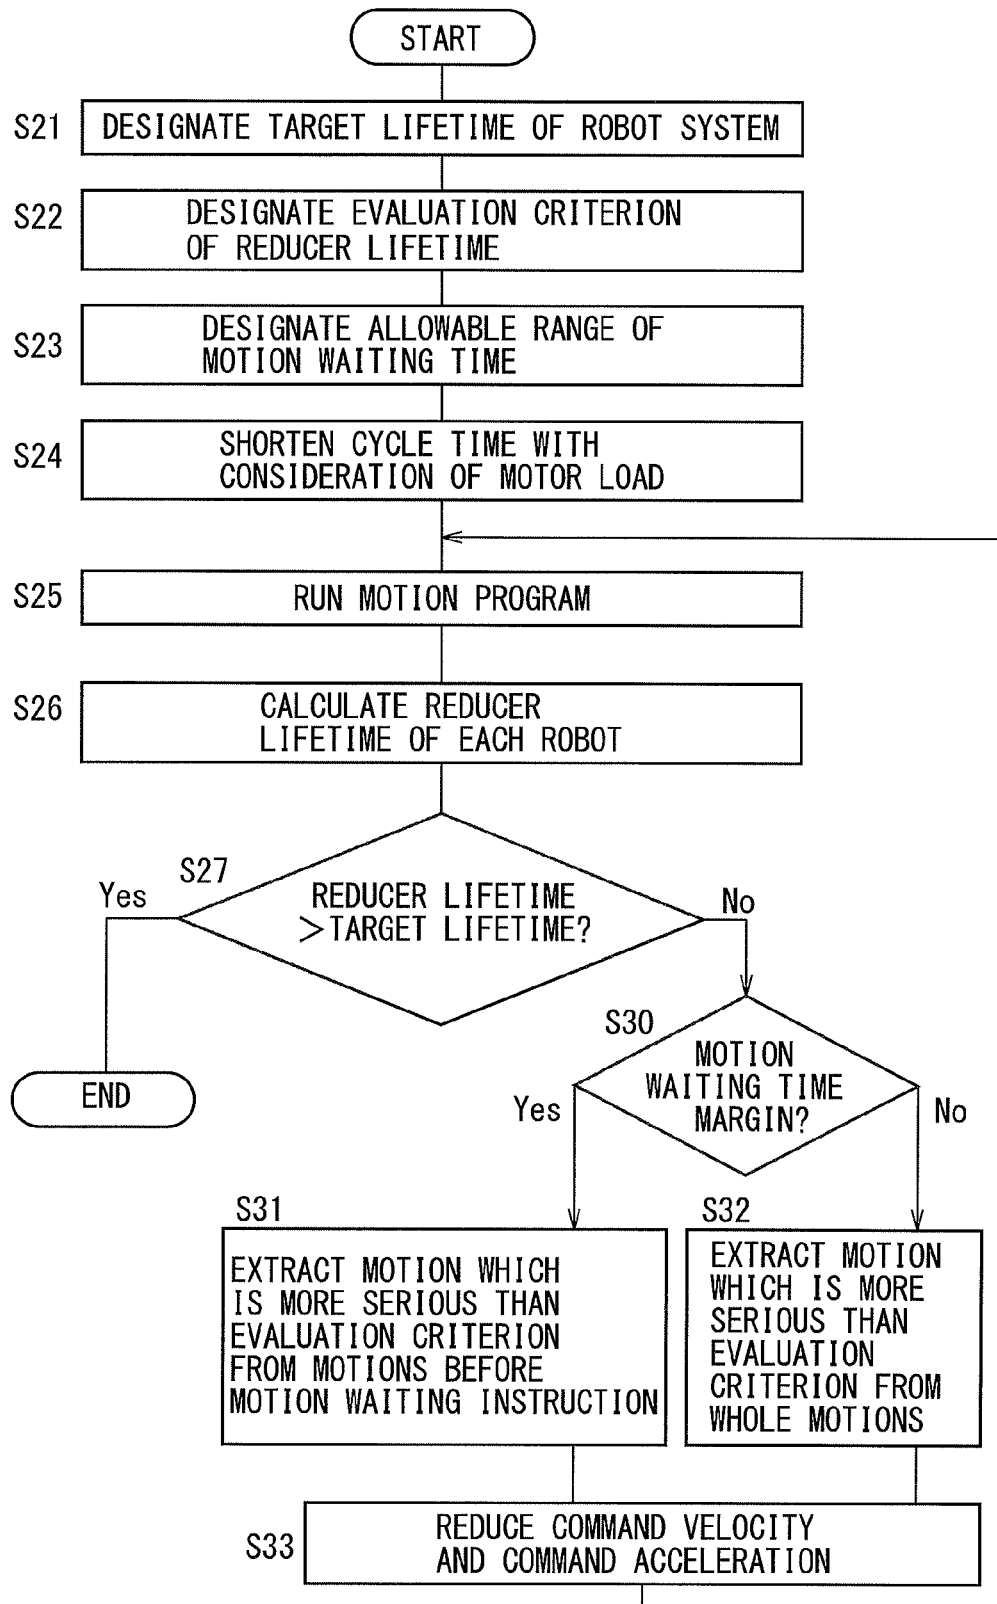 START
S21
DESIGNATE TARGET LIFETIME OF ROBOT SYSTEM
S22
DESIGNATE EVALUATION CRITERION
OF REDUCER LIFETIME
S23
DESIGNATE ALLOWABLE RANGE OF
MOTION WAITING TIME
S24
SHORTEN CYCLE TIME WITH
CONSIDERATION OF MOTOR LOAD
S25
RUN MOTION PROGRAM
S26
CALCULATE REDUCER
LIFETIME OF EACH ROBOT
S27
REDUCER LIFETIME
>TARGET LIFETIME?
Yes
No
END
S30
MOTION
WAITING TIME
MARGIN?
Yes
No
S31
EXTRACT MOTION WHICH
IS MORE SERIOUS THAN
EVALUATION CRITERION
FROM MOTIONS BEFORE
MOTION WAITING INSTRUCTION
S32
EXTRACT MOTION
WHICH IS MORE
SERIOUS THAN
EVALUATION
CRITERION FROM
WHOLE MOTIONS
S33
REDUCE COMMAND VELOCITY
AND COMMAND ACCELERATION